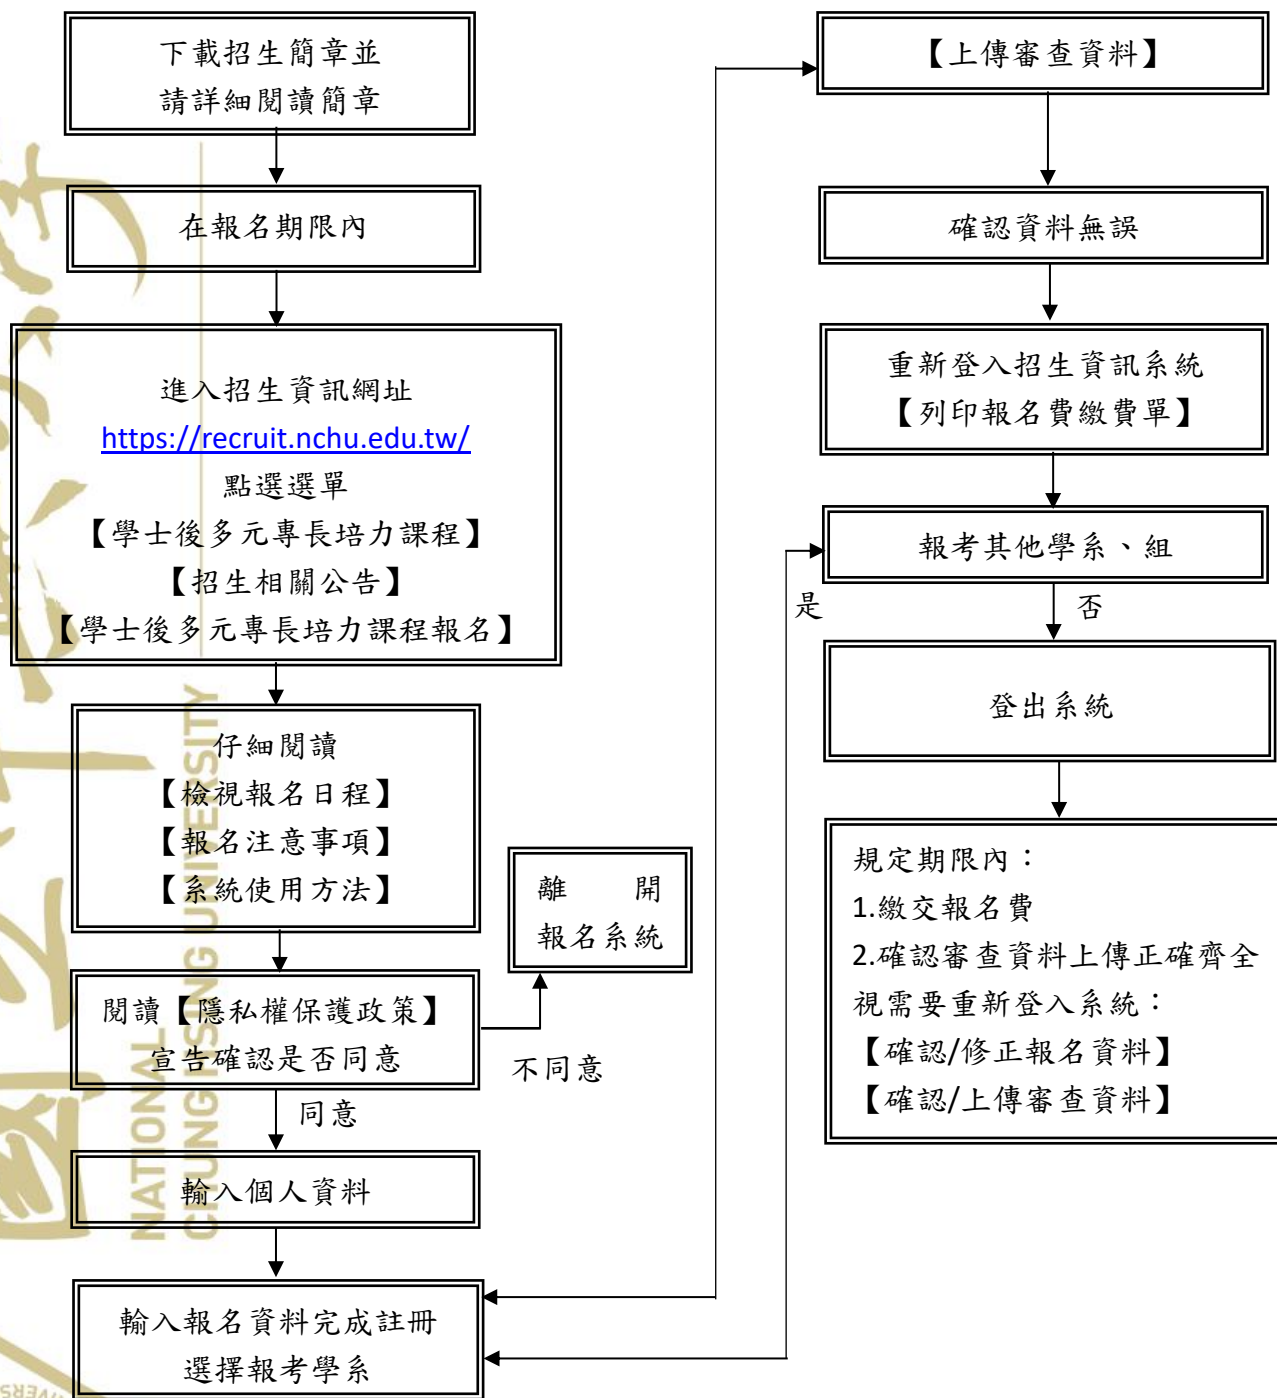 下載招生簡章並
請詳細閱讀簡章
在報名期限內
進入招生資訊網址
https://recruit.nchu.edu.tw/
點選選單
【學士後多元專長培力課程】
【招生相關公告】
【學士後多元專長培力課程報名】
仔細閱讀
【檢視報名日程】
【報名注意事項】
【系統使用方法】
離　　開
報名系統
閱讀【隱私權保護政策】
宣告確認是否同意
不同意
同意
輸入個人資料
輸入報名資料完成註冊
選擇報考學系
【上傳審查資料】
確認資料無誤
重新登入招生資訊系統
【列印報名費繳費單】
報考其他學系、組
是
否
登出系統
規定期限內：
1.繳交報名費
2.確認審查資料上傳正確齊全
視需要重新登入系統：
【確認/修正報名資料】
【確認/上傳審查資料】
NATIONAL
CHUNG HSING UNIVERSITY